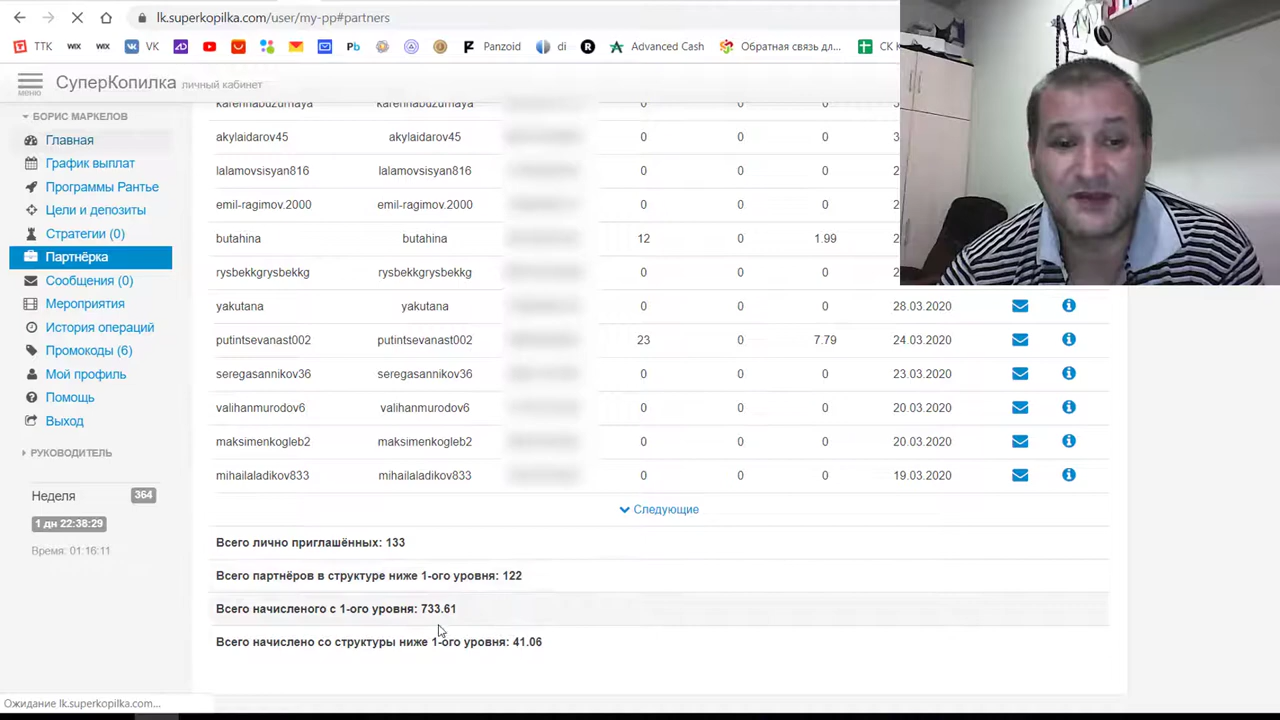 lk.superkopilka.com/user/my-pp#partners
ТТК WIX WIX VK Pb Panzoid di Advanced Cash Обратная связь дл... СК К
СуперКопилка личный кабинет
меню
БОРИС МАРКЕЛОВ
Главная
График выплат
Программы Рантье
Цели и депозиты
Стратегии (0)
Партнёрка
Сообщения (0)
Мероприятия
История операций
Промокоды (6)
Мой профиль
Помощь
Выход
РУКОВОДИТЕЛЬ
Неделя 364
1 дн 22:38:29
Время: 01:16:11
akylaidarov45 akylaidarov45 0 0 0
lalamovsisyan816 lalamovsisyan816 0 0 0
emil-ragimov.2000 emil-ragimov.2000 0 0 0
butahina butahina 12 0 1.99
rysbekkgrysbekkg rysbekkgrysbekkg 0 0 0
yakutana yakutana 0 0 0 28.03.2020
putintsevanast002 putintsevanast002 23 0 7.79 24.03.2020
seregasannikov36 seregasannikov36 0 0 0 23.03.2020
valihanmurodov6 valihanmurodov6 0 0 0 20.03.2020
maksimenkogleb2 maksimenkogleb2 0 0 0 20.03.2020
mihailaladikov833 mihailaladikov833 0 0 0 19.03.2020
Следующие
Всего лично приглашённых: 133
Всего партнёров в структуре ниже 1-ого уровня: 122
Всего начисленого с 1-ого уровня: 733.61
Всего начислено со структуры ниже 1-ого уровня: 41.06
Ожидание lk.superkopilka.com...